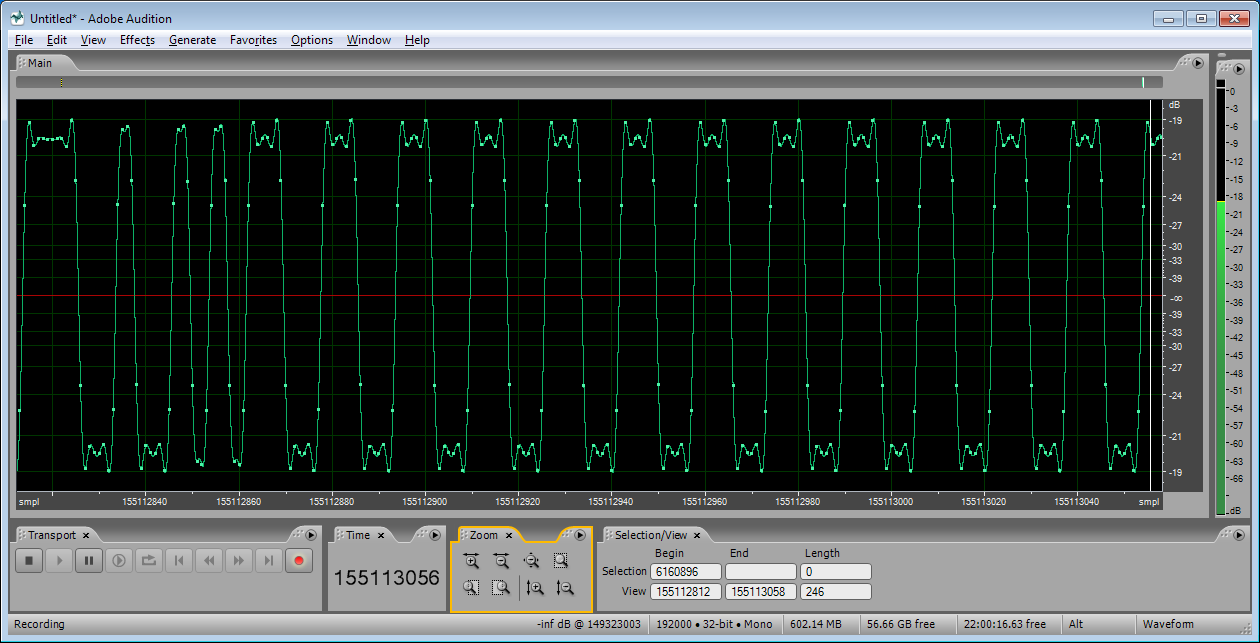 Untitled* - Adobe Audition
File Edit View Effects Generate Favorites Options Window Help
Main
dB
-19
-21
-24
-27
-30
-33
-39
-∞
-39
-33
-30
-27
-24
-21
-19
smpl 155112840 155112860 155112880 155112900 155112920 155112940 155112960 155112980 155113000 155113020 155113040 smpl
-0
-3
-6
-9
-12
-15
-18
-21
-24
-27
-30
-33
-36
-39
-42
-45
-48
-51
-54
-57
-60
-63
-66
dB
Transport
Time
155113056
Zoom
Selection/View
Begin End Length
Selection 6160896 0
View 155112812 155113058 246
Recording -inf dB @ 149323003 192000 • 32-bit • Mono 602.14 MB 56.66 GB free 22:00:16.63 free Alt Waveform